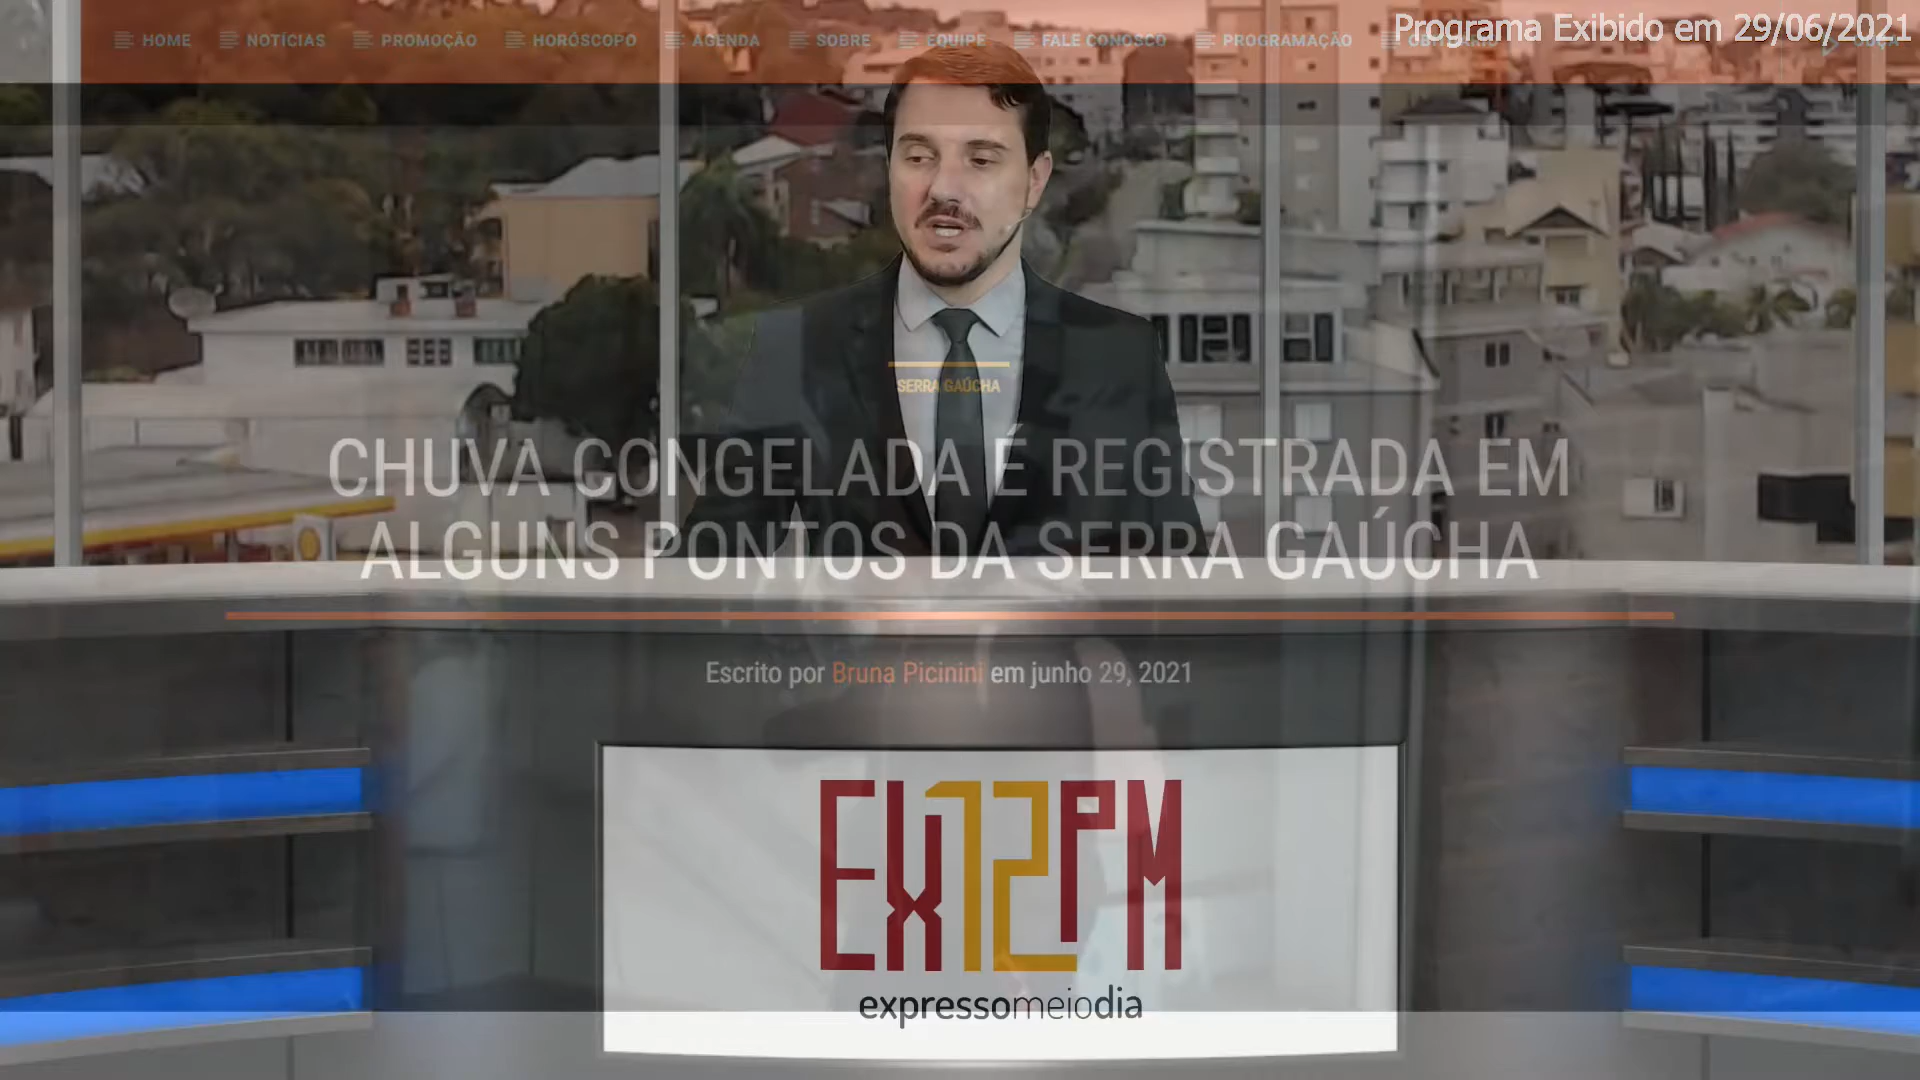 Programa Exibido em 29/06/2021
HOME NOTÍCIAS PROMOÇÃO HORÓSCOPO AGENDA SOBRE EQUIPE FALE CONOSCO PROGRAMAÇÃO
SERRA GAÚCHA
CHUVA CONGELADA É REGISTRADA EM
ALGUNS PONTOS DA SERRA GAÚCHA
Escrito por Bruna Picinini em junho 29, 2021
EX12PM
expressomeiodia